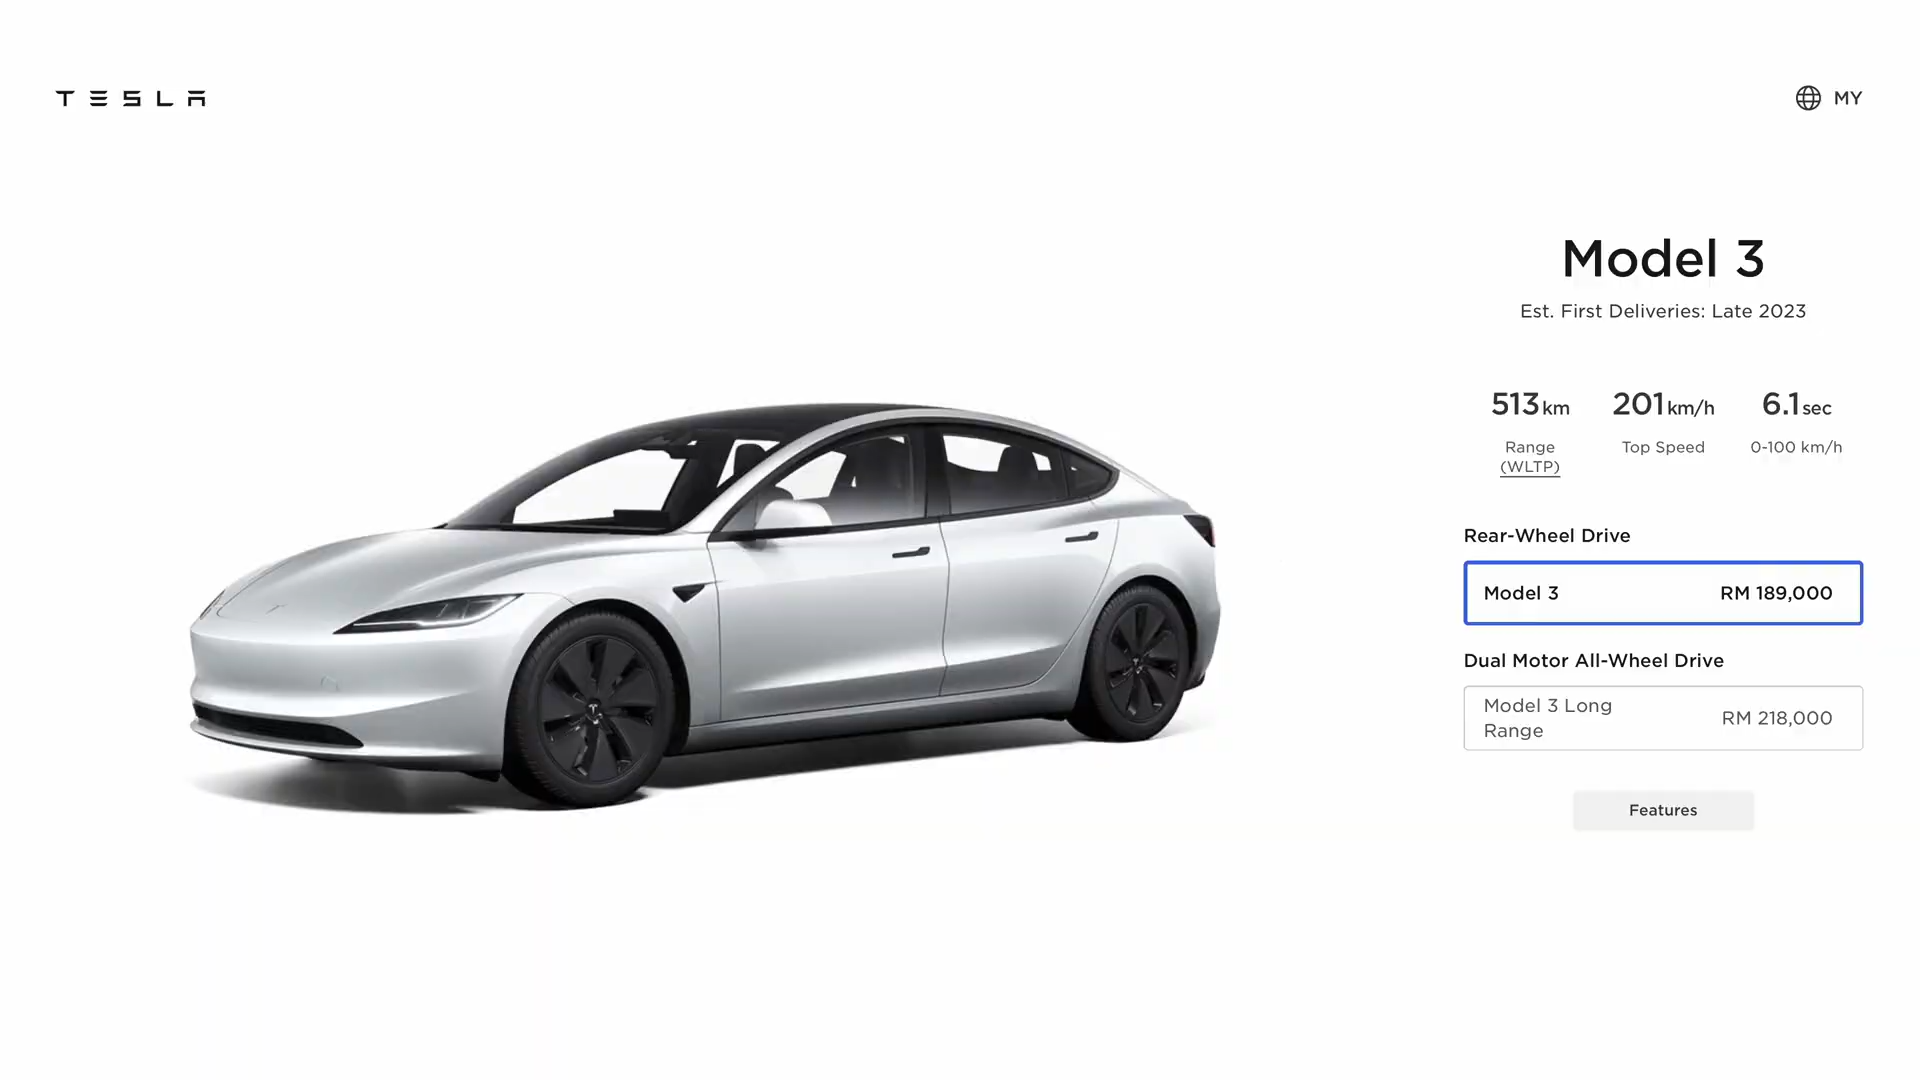 TESLA
MY
Model 3
Est. First Deliveries: Late 2023
513km 201km/h 6.1sec
Range Top Speed 0-100 km/h
(WLTP)
Rear-Wheel Drive
Model 3 RM 189,000
Dual Motor All-Wheel Drive
Model 3 Long
Range RM 218,000
Features